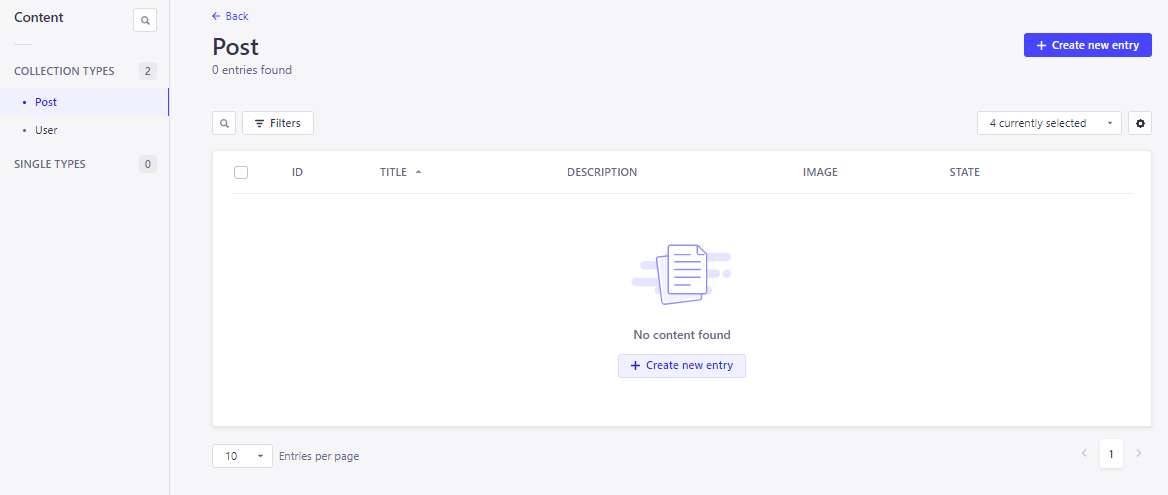 Content
COLLECTION TYPES 2
Post
User
SINGLE TYPES 0
Back
Post
0 entries found
Create new entry
Filters
4 currently selected
ID TITLE DESCRIPTION IMAGE STATE
No content found
Create new entry
10 Entries per page
1